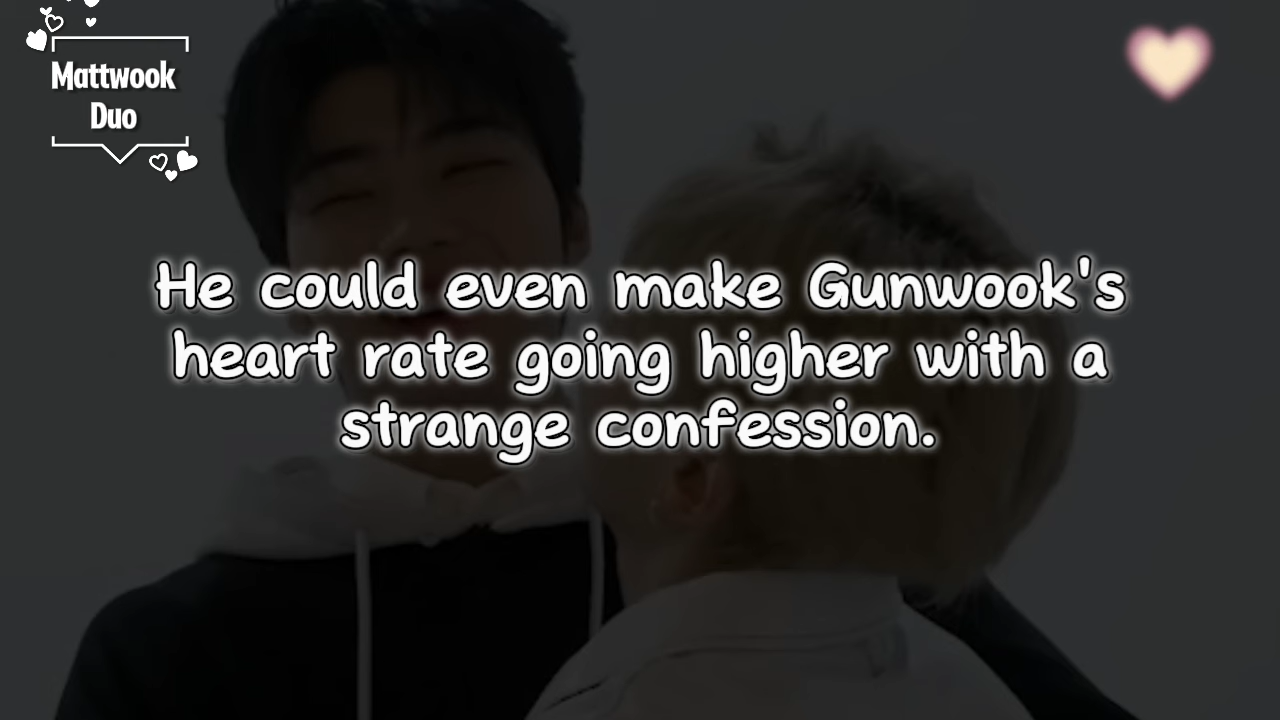 Mattwook
Duo
He could even make Gunwook's
heart rate going higher with a
strange confession.